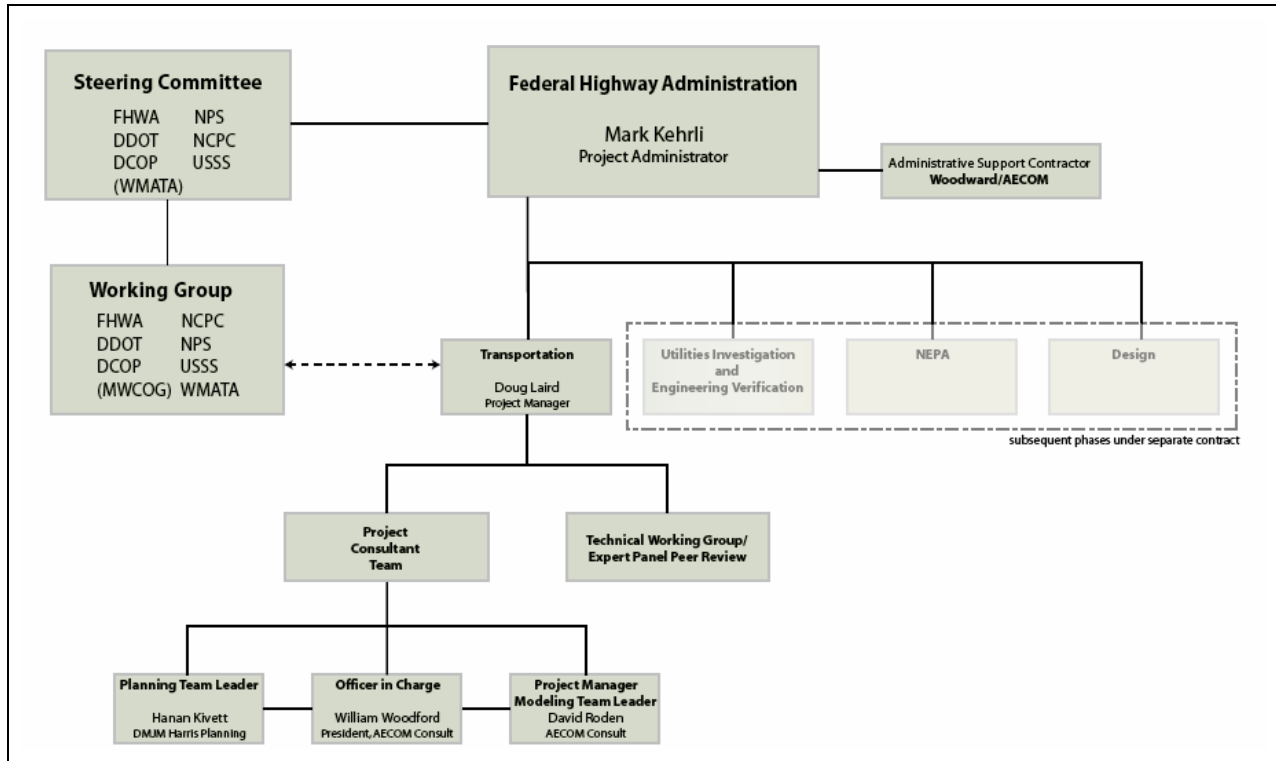 Steering Committee
FHWA NPS
DDOT NCPC
DCOP USSS
(WMATA)
Federal Highway Administration
Mark Kehrli
Project Administrator
Administrative Support Contractor
Woodward/AECOM
Working Group
FHWA NCPC
DDOT NPS
DCOP USSS
(MWCOG) WMATA
Transportation
Doug Laird
Project Manager
Utilities Investigation
and
Engineering Verification
NEPA
Design
subsequent phases under separate contract
Project
Consultant
Team
Technical Working Group/
Expert Panel Peer Review
Planning Team Leader
Hanan Kivett
DMJM Harris Planning
Officer in Charge
William Woodford
President, AECOM Consult
Project Manager
Modeling Team Leader
David Roden
AECOM Consult